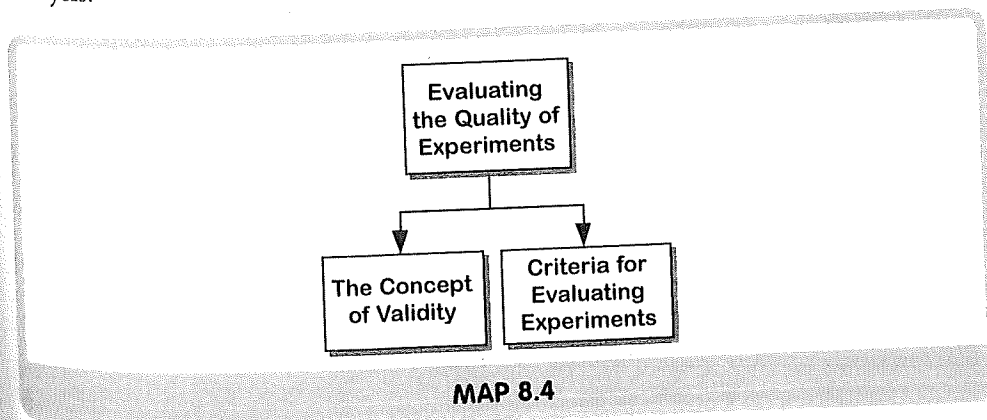 Evaluating
the Quality of
Experiments
The Concept
of Validity
Criteria for
Evaluating
Experiments
MAP 8.4